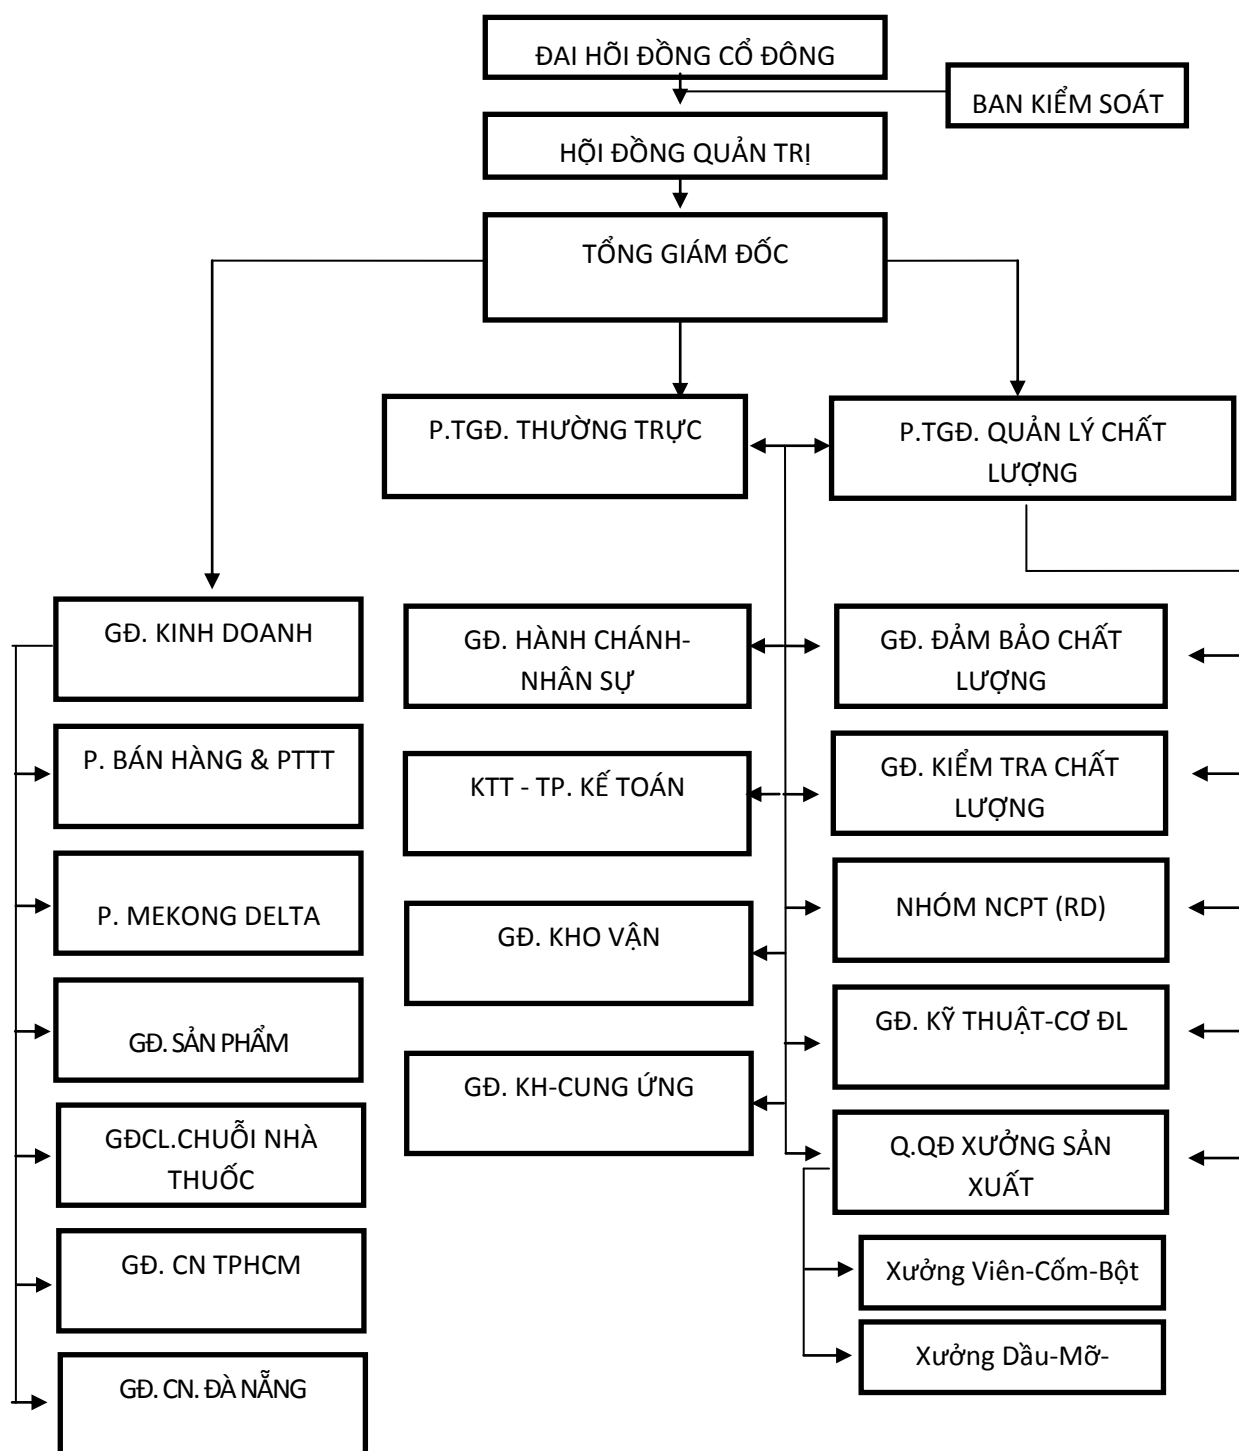 ĐAI HÕI ĐỒNG CỔ ĐÔNG
BAN KIỂM SOÁT
HỘI ĐỒNG QUẢN TRỊ
TỔNG GIÁM ĐỐC
P.TGĐ. THƯỜNG TRỰC
P.TGĐ. QUẢN LÝ CHẤT
LƯỢNG
GĐ. KINH DOANH
P. BÁN HÀNG & PTTT
P. MEKONG DELTA
GĐ. SẢN PHẨM
GĐCL.CHUỖI NHÀ
THUỐC
GĐ. CN TPHCM
GĐ. CN. ĐÀ NẴNG
GĐ. HÀNH CHÁNH-
NHÂN SỰ
KTT - TP. KẾ TOÁN
GĐ. KHO VẬN
GĐ. KH-CUNG ỨNG
GĐ. ĐẢM BẢO CHẤT
LƯỢNG
GĐ. KIỂM TRA CHẤT
LƯỢNG
NHÓM NCPT (RD)
GĐ. KỸ THUẬT-CƠ ĐL
Q.QĐ XƯỞNG SẢN
XUẤT
Xưởng Viên-Cốm-Bột
Xưởng Dầu-Mỡ-